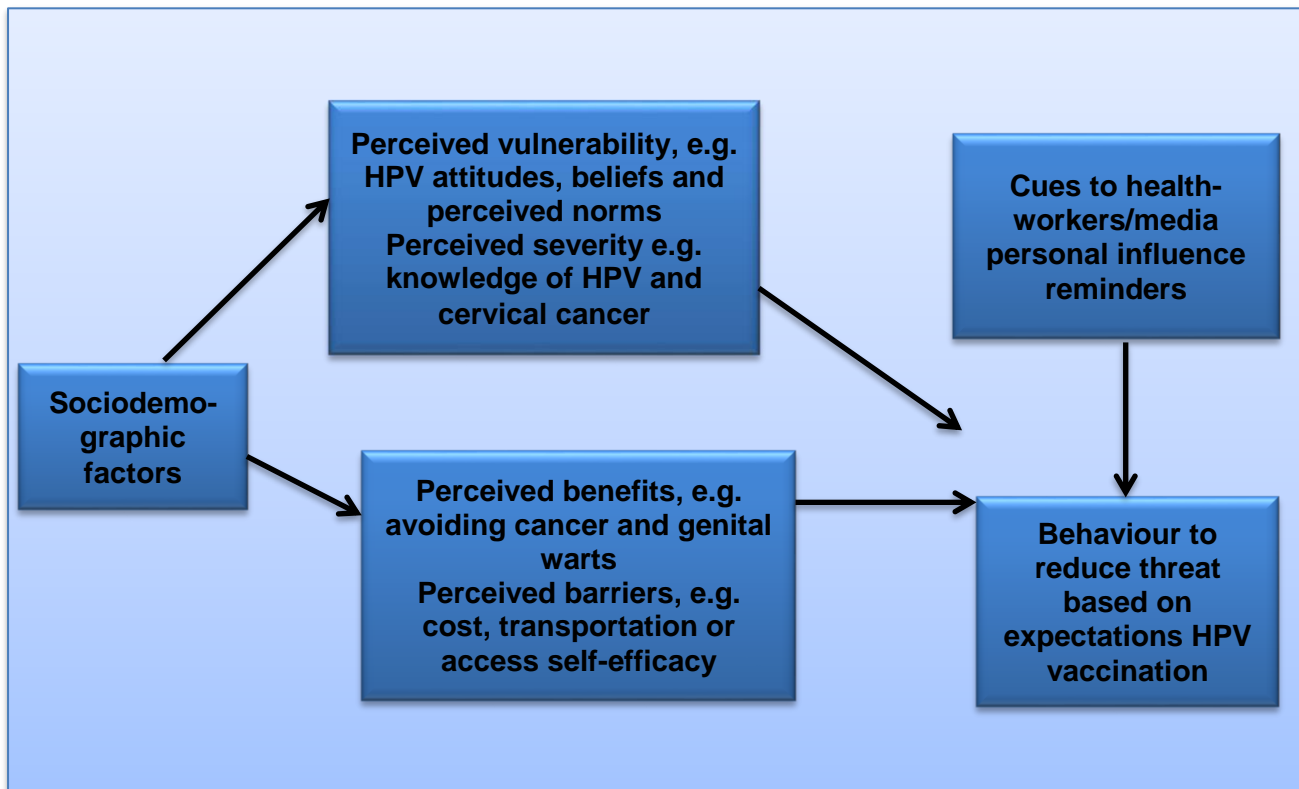 Perceived vulnerability, e.g.
HPV attitudes, beliefs and
perceived norms
Perceived severity e.g.
knowledge of HPV and
cervical cancer
Cues to health-
workers/media
personal influence
reminders
Sociodemo-
graphic
factors
Perceived benefits, e.g.
avoiding cancer and genital
warts
Perceived barriers, e.g.
cost, transportation or
access self-efficacy
Behaviour to
reduce threat
based on
expectations HPV
vaccination